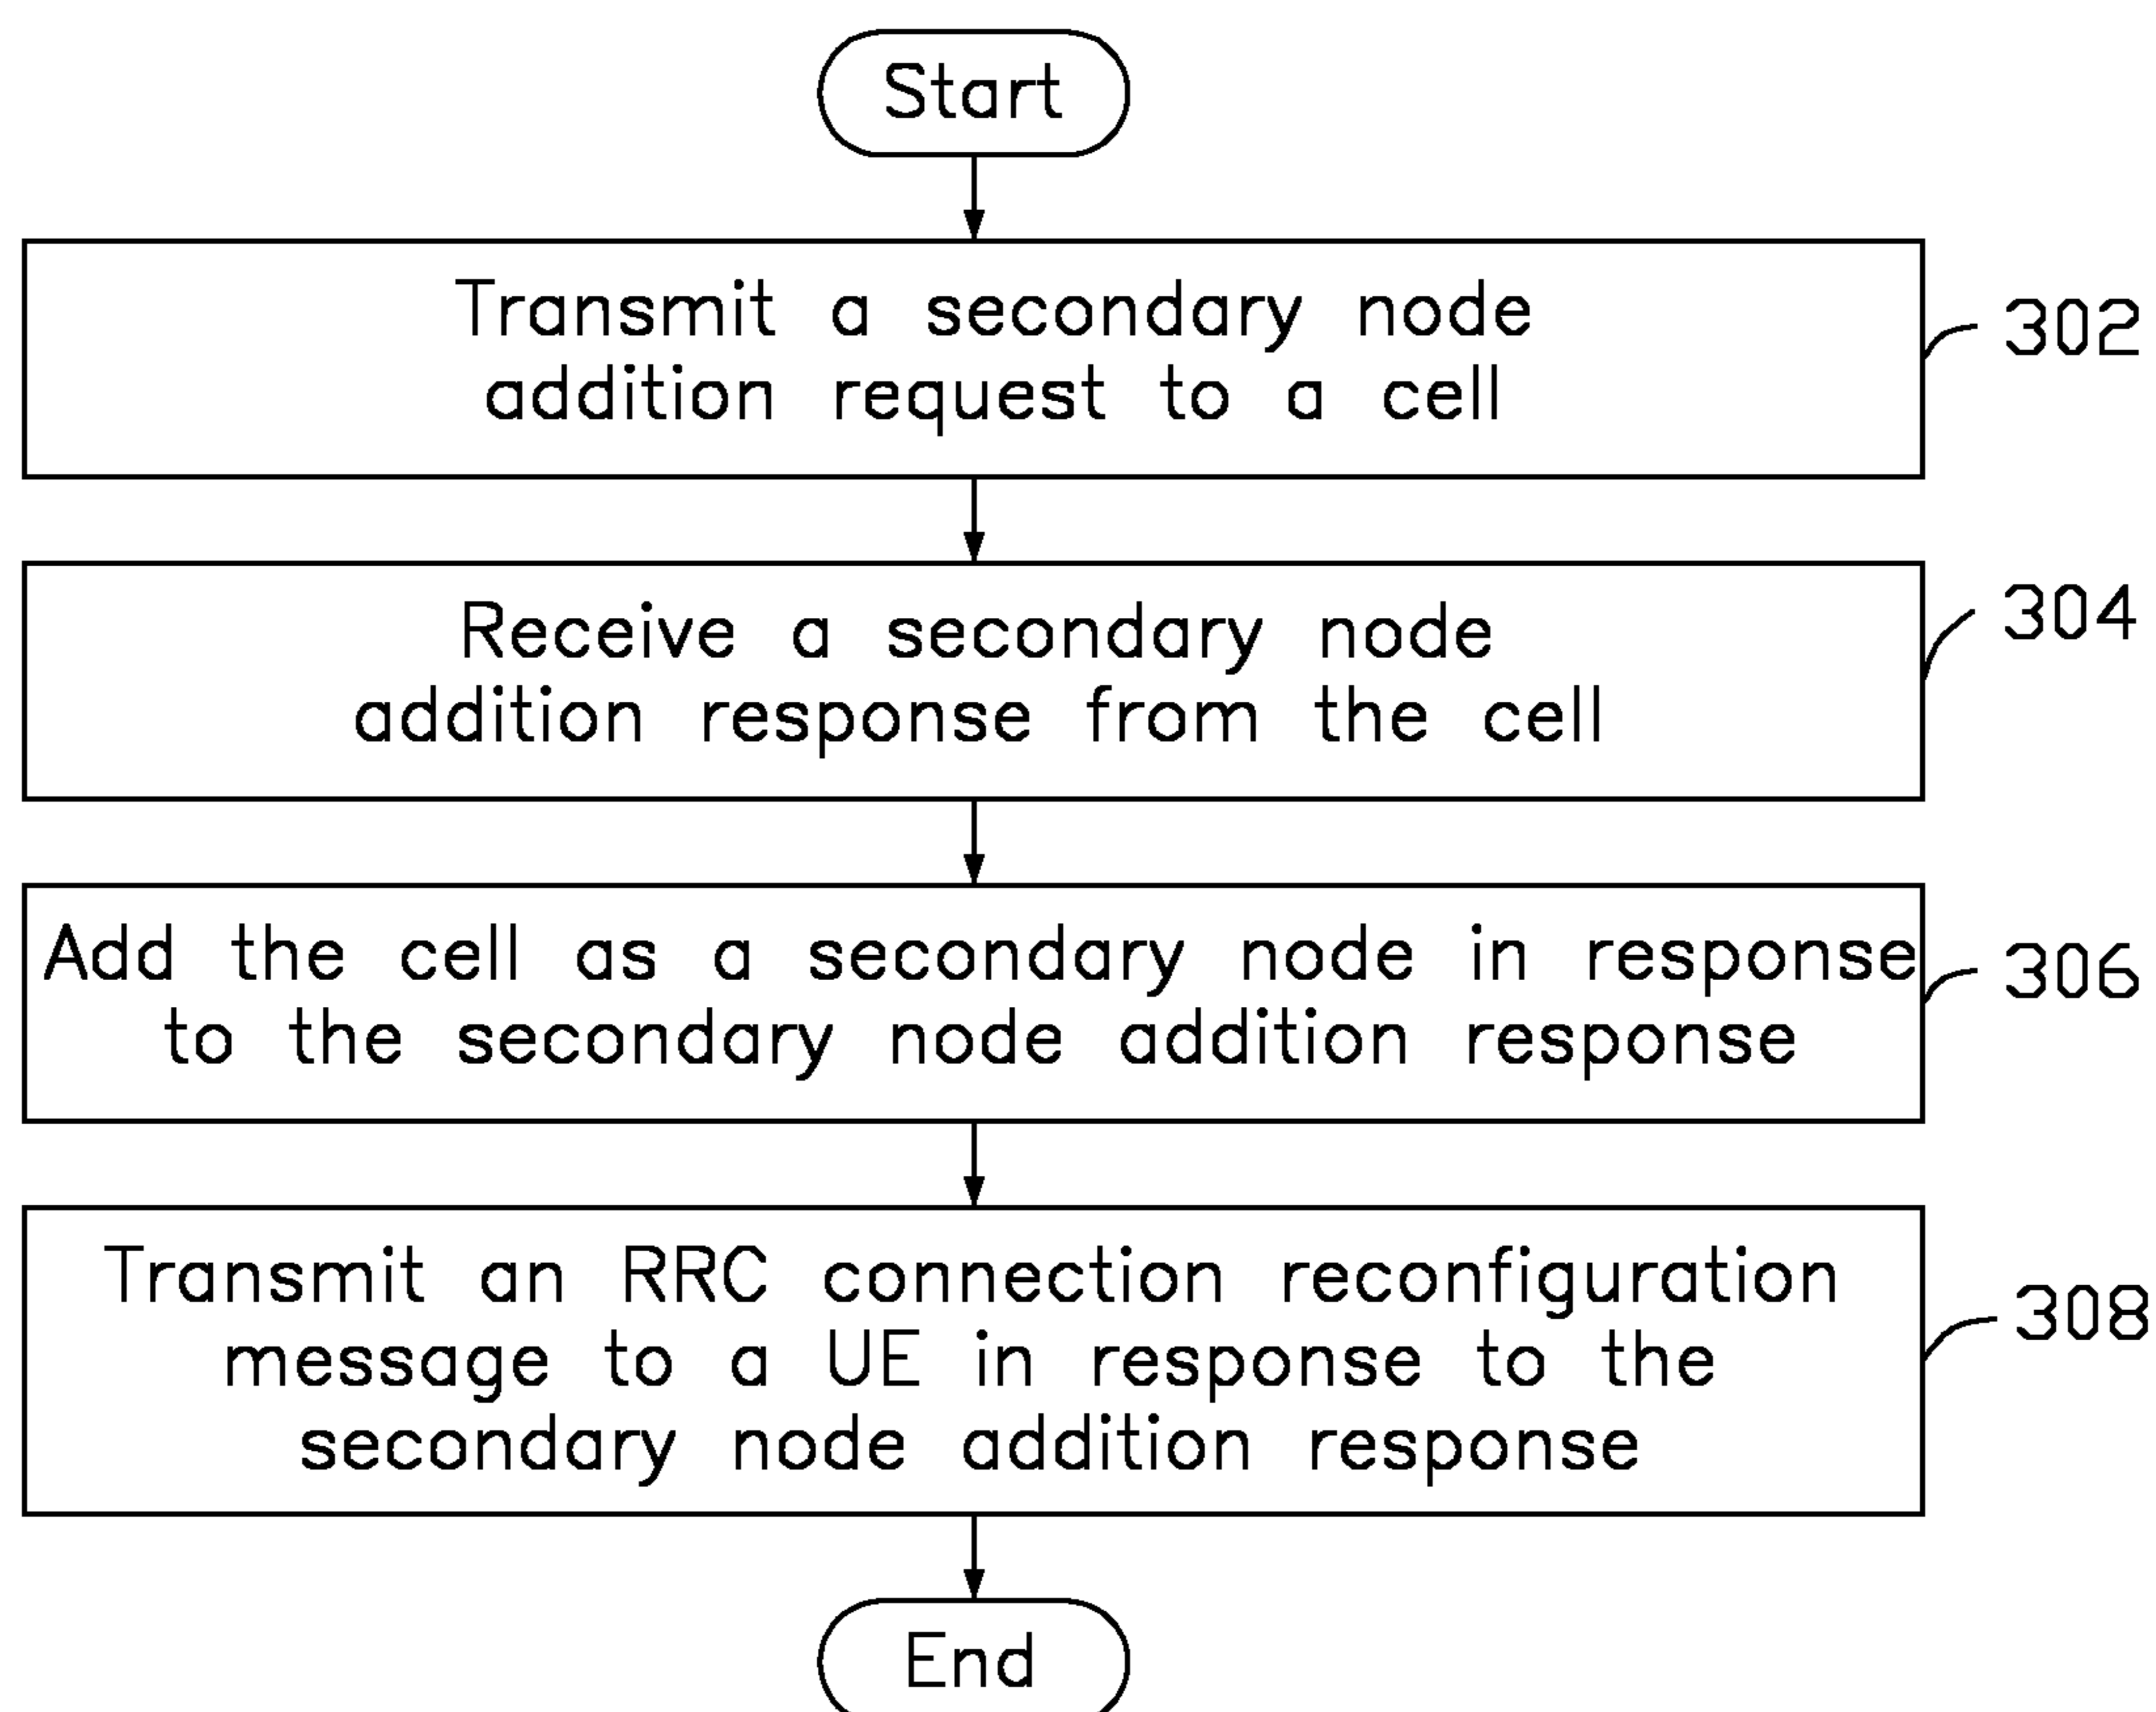 Start
Transmit a secondary node
addition request to a cell
302
Receive a secondary node
addition response from the cell
304
Add the cell as a secondary node in response
to the secondary node addition response
306
Transmit an RRC connection reconfiguration
message to a UE in response to the
secondary node addition response
308
End